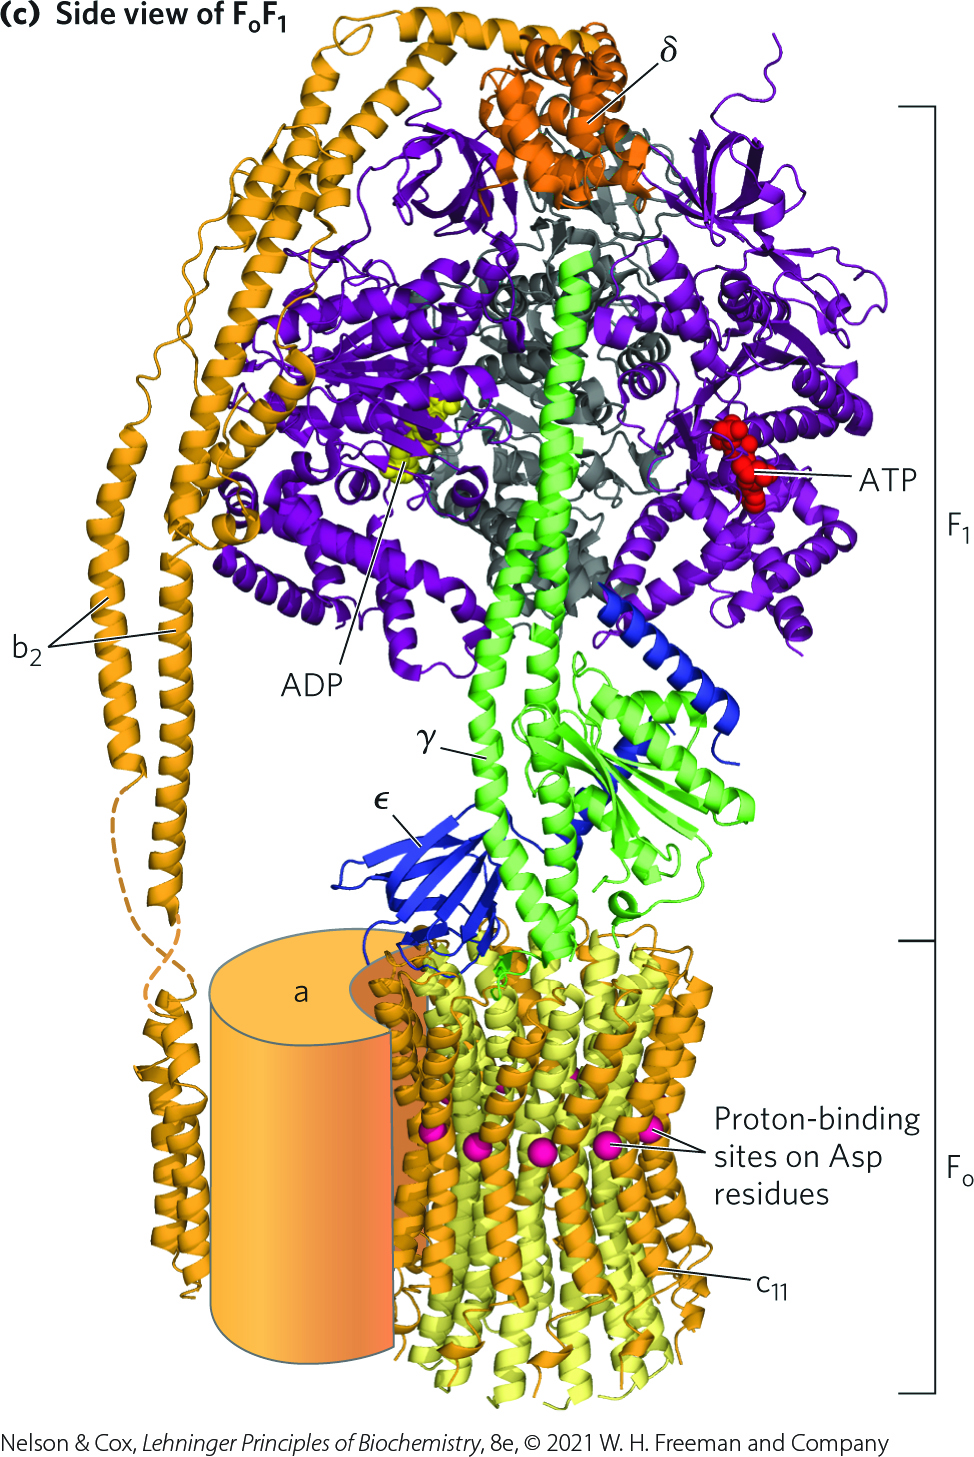 (c) Side view of FₒF₁
δ
ATP
F₁
b₂
ADP
γ
ϵ
a
Proton-binding
sites on Asp
residues
Fₒ
c₁₁
Nelson & Cox, Lehninger Principles of Biochemistry, 8e, © 2021 W. H. Freeman and Company